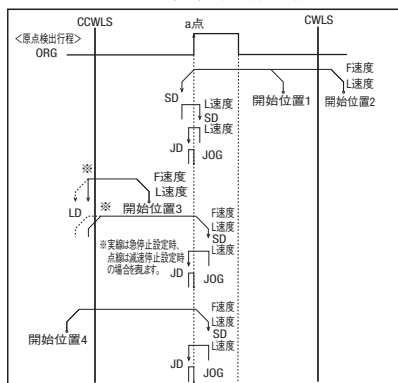 CCWLS
a点
CWLS
<原点検出行程>
ORG
F速度
SD
L速度
L速度
開始位置1
開始位置2
SD
L速度
JD
JOG
※
F速度
L速度
LD
※
開始位置3
F速度
L速度
※実線は急停止設定時、
点線は減速停止設定時
の場合を表します。
SD
L速度
JD
JOG
F速度
L速度
開始位置4
SD
L速度
JD
JOG